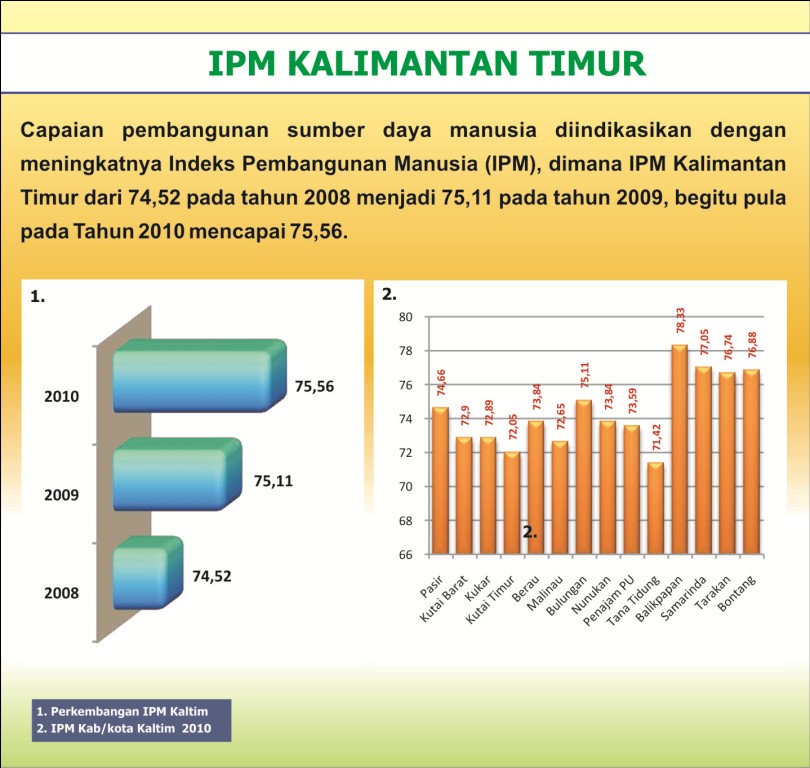 IPM KALIMANTAN TIMUR
Capaian pembangunan sumber daya manusia diindikasikan dengan
meningkatnya Indeks Pembangunan Manusia (IPM), dimana IPM Kalimantan
Timur dari 74,52 pada tahun 2008 menjadi 75,11 pada tahun 2009, begitu pula
pada Tahun 2010 mencapai 75,56.
1.
2010
75,56
2009
75,11
2008
74,52
2.
80
78
76
74
72
70
68
66
74,66
72,9
72,89
72,05
73,84
72,65
75,11
73,84
73,59
71,42
78,33
77,05
76,74
76,88
2.
Pasir
Kutai Barat
Kukar
Kutai Timur
Berau
Malinau
Bulungan
Nunukan
Penajam PU
Tana Tidung
Balikpapan
Samarinda
Tarakan
Bontang
1. Perkembangan IPM Kaltim
2. IPM Kab/kota Kaltim 2010